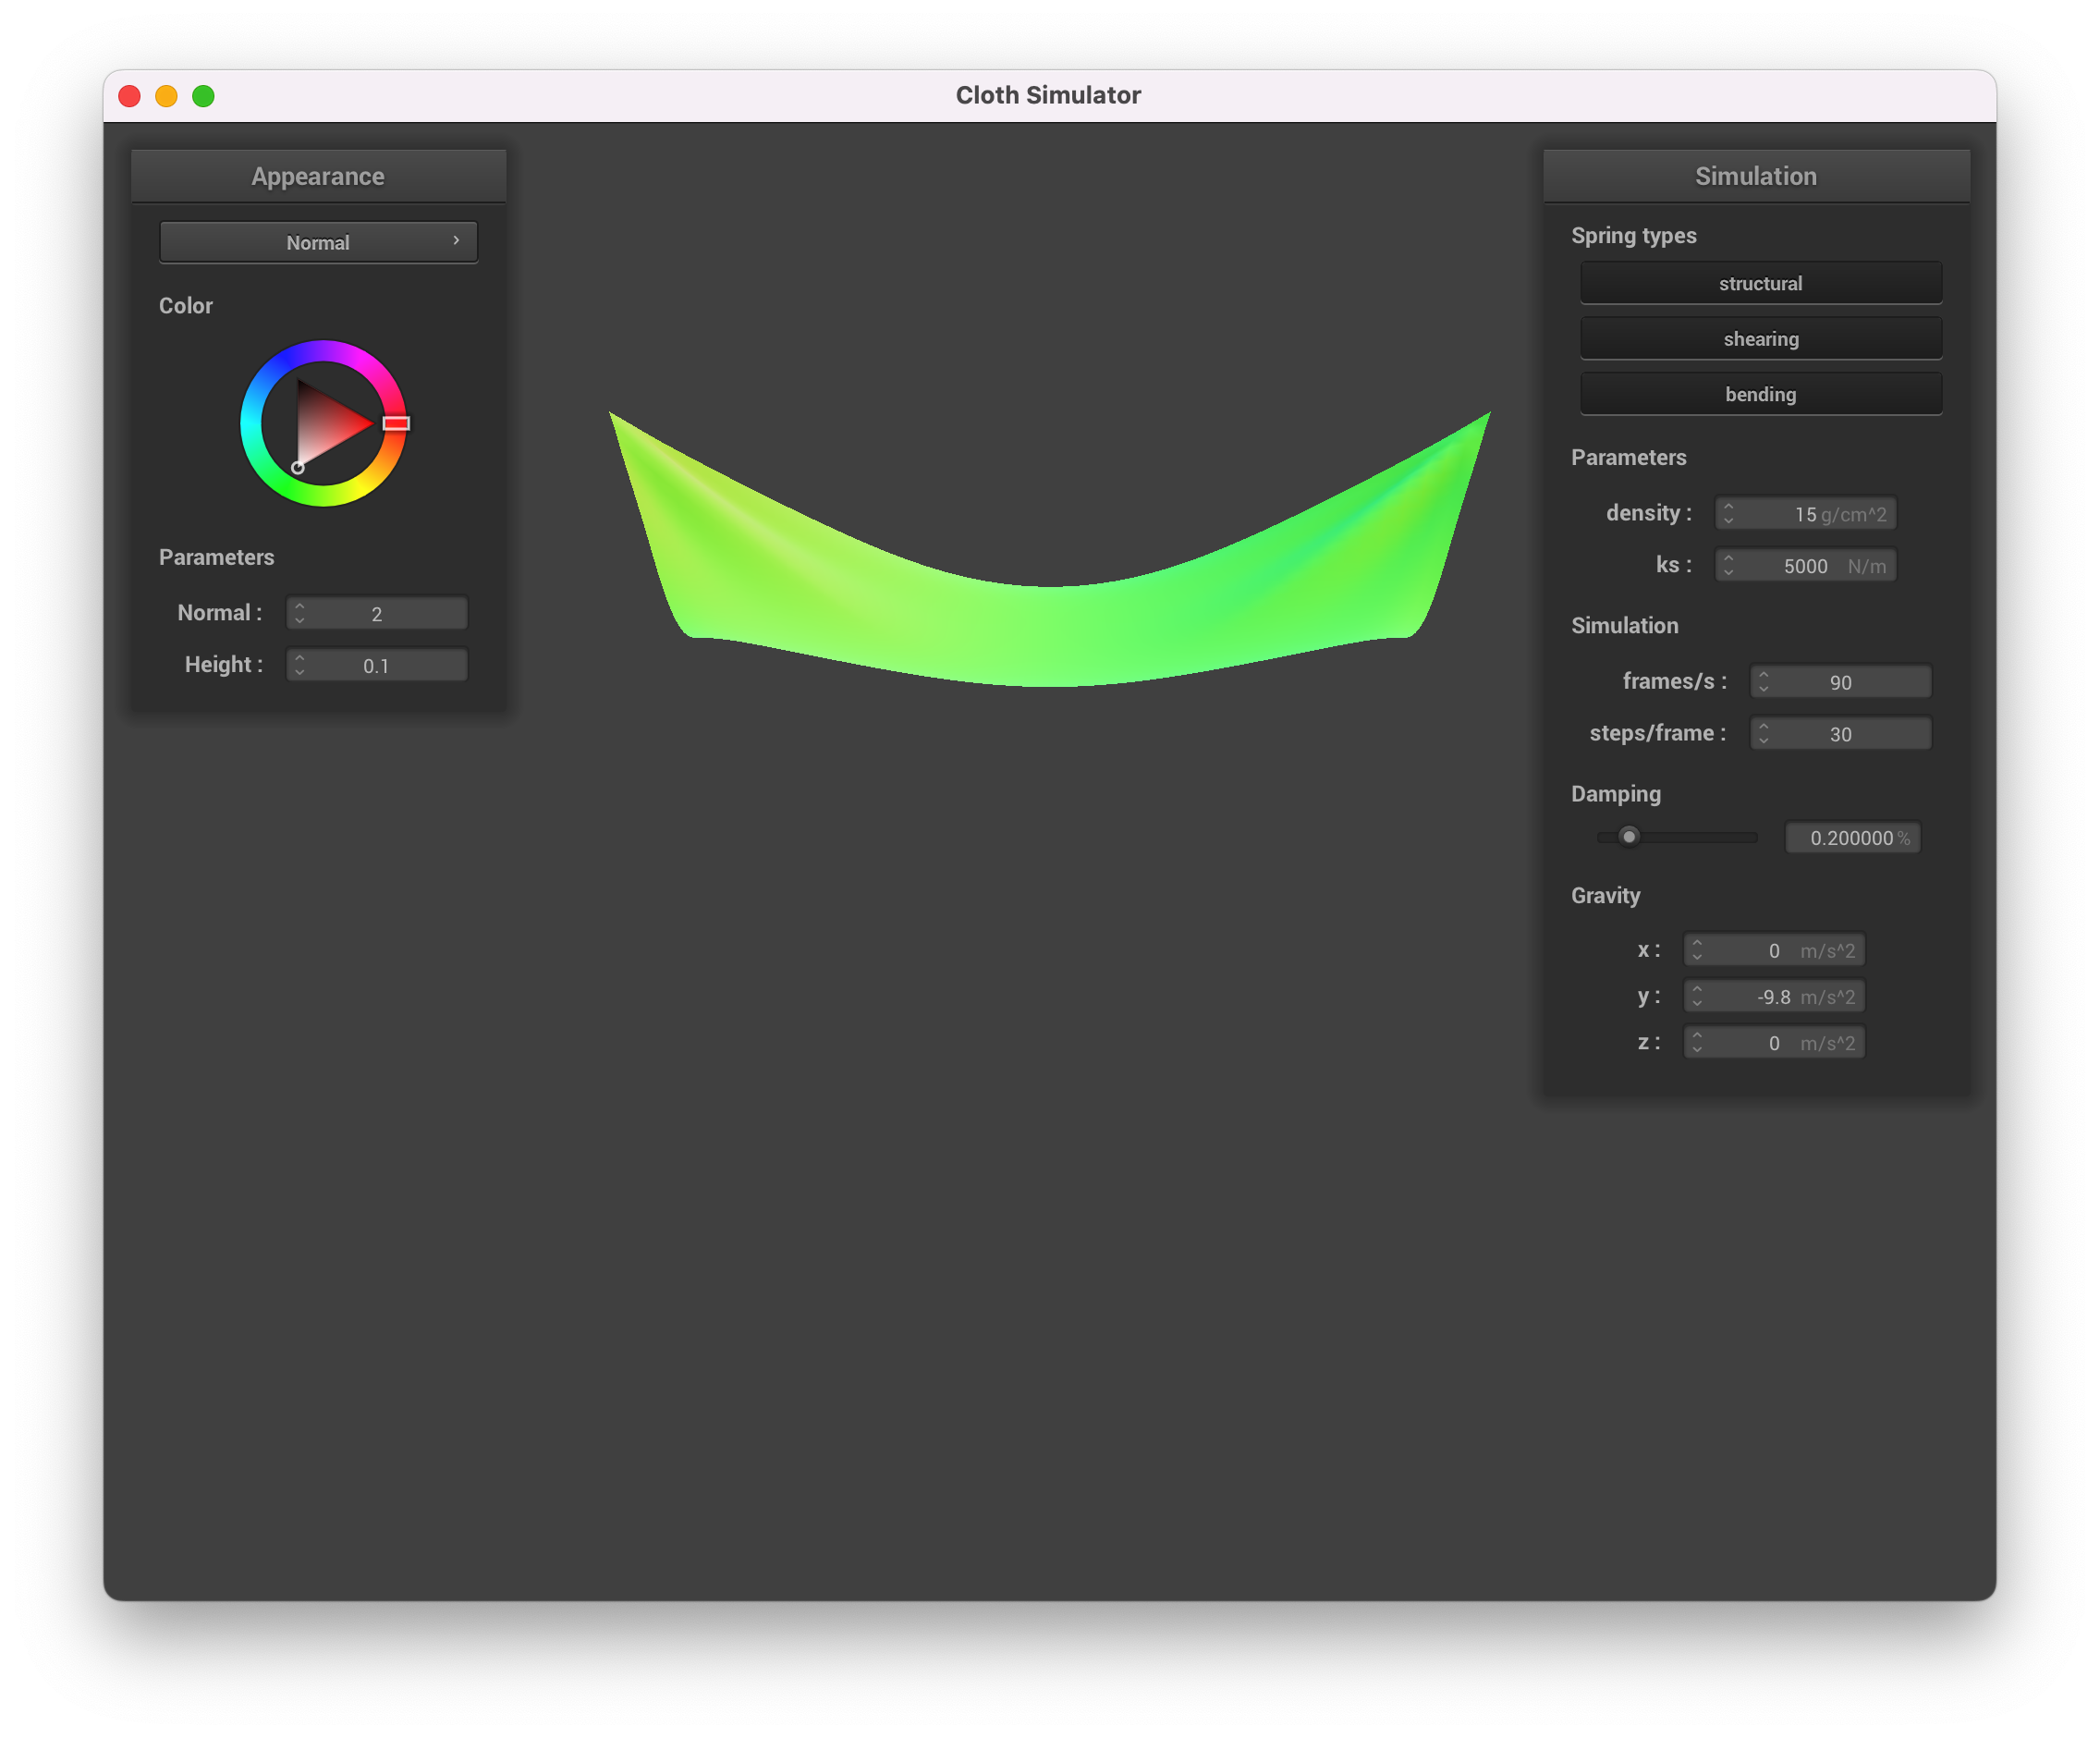 Cloth Simulator
Appearance
Normal
Color
Parameters
Normal : 2
Height : 0.1
Simulation
Spring types
structural
shearing
bending
Parameters
density : 15 g/cm^2
ks : 5000 N/m
Simulation
frames/s : 90
steps/frame : 30
Damping
0.200000 %
Gravity
x : 0 m/s^2
y : -9.8 m/s^2
z : 0 m/s^2